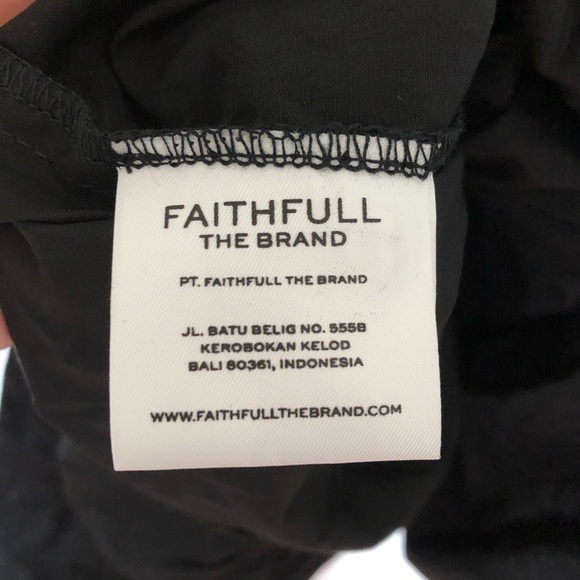 FAITHFULL
THE BRAND
PT. FAITHFULL THE BRAND
JL. BATU BELIG NO. 555B
KEROBOKAN KELOD
BALI 80361, INDONESIA
WWW.FAITHFULLTHEBRAND.COM